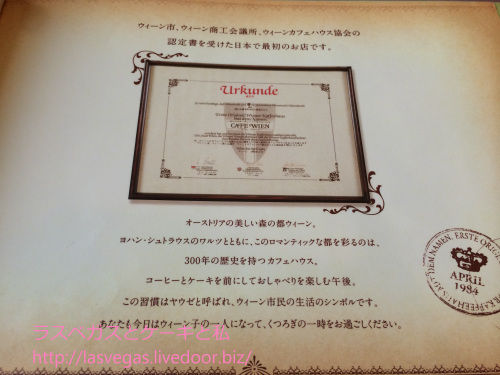 ウィーン市、ウィーン商工会議所、ウィーンカフェハウス協会の
認定書を受けた日本で最初のお店です。
Urkunde
CAFE WIEN
オーストリアの美しい森の都ウィーン。
ヨハン・シュトラウスのワルツとともに、このロマンティックな都を彩るのは、
300年の歴史を持つカフェハウス。
コーヒーとケーキを前にしておしゃべりを楽しむ午後。
この習慣はヤウゼと呼ばれ、ウィーン市民の生活のシンボルです。
あなたも今日はウィーン子の一人になって、くつろぎの一時をお過ごしください。
DEM NAMEN, ERSTE ORIG
KAFFEEHAUS
APRIL
1984
ラスベガスとケーキと私
http://lasvegas.livedoor.biz/